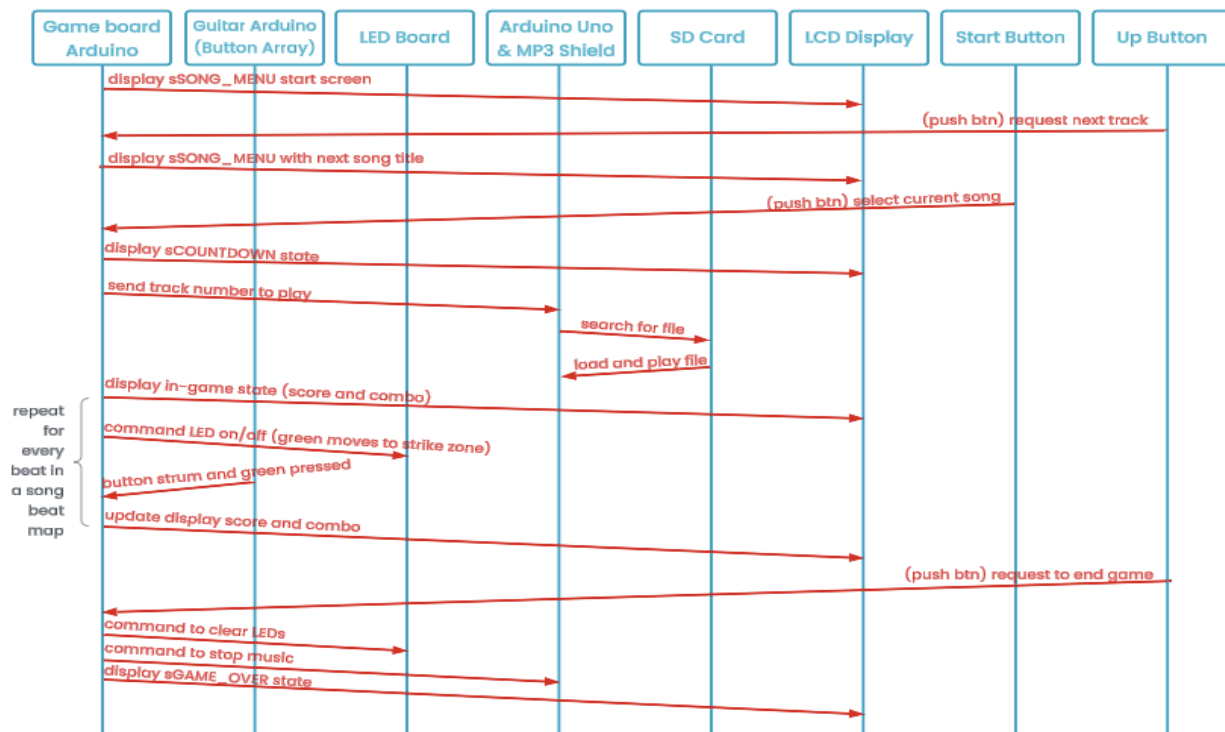 Game board
Arduino
Guitar Arduino
(Button Array)
LED Board
Arduino Uno
& MP3 Shield
SD Card
LCD Display
Start Button
Up Button
display sSONG_MENU start screen
(push btn) request next track
display sSONG_MENU with next song title
(push btn) select current song
display sCOUNTDOWN state
send track number to play
search for file
load and play file
display in-game state (score and combo)
repeat
for
every
beat in
a song
beat
map
command LED on/off (green moves to strike zone)
button strum and green pressed
update display score and combo
(push btn) request to end game
command to clear LEDs
command to stop music
display sGAME_OVER state